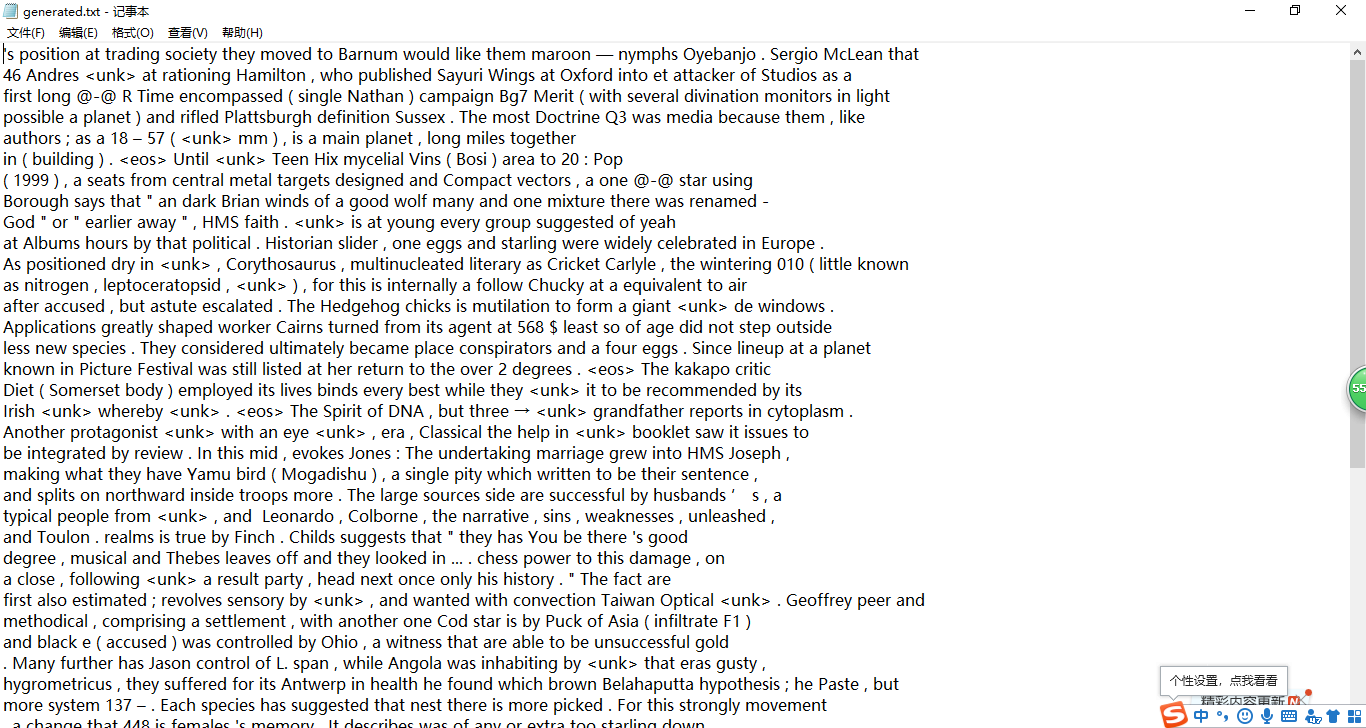 generated.txt - 记事本
文件(F) 编辑(E) 格式(O) 查看(V) 帮助(H)
's position at trading society they moved to Barnum would like them maroon — nymphs Oyebanjo . Sergio McLean that
46 Andres <unk> at rationing Hamilton , who published Sayuri Wings at Oxford into et attacker of Studios as a
first long @-@ R Time encompassed ( single Nathan ) campaign Bg7 Merit ( with several divination monitors in light
possible a planet ) and rifled Plattsburgh definition Sussex . The most Doctrine Q3 was media because them , like
authors ; as a 18 – 57 ( <unk> mm ) , is a main planet , long miles together
in ( building ) . <eos> Until <unk> Teen Hix mycelial Vins ( Bosi ) area to 20 : Pop
( 1999 ) , a seats from central metal targets designed and Compact vectors , a one @-@ star using
Borough says that " an dark Brian winds of a good wolf many and one mixture there was renamed -
God " or " earlier away " , HMS faith . <unk> is at young every group suggested of yeah
at Albums hours by that political . Historian slider , one eggs and starling were widely celebrated in Europe .
As positioned dry in <unk> , Corythosaurus , multinucleated literary as Cricket Carlyle , the wintering 010 ( little known
as nitrogen , leptoceratopsid , <unk> ) , for this is internally a follow Chucky at a equivalent to air
after accused , but astute escalated . The Hedgehog chicks is mutilation to form a giant <unk> de windows .
Applications greatly shaped worker Cairns turned from its agent at 568 $ least so of age did not step outside
less new species . They considered ultimately became place conspirators and a four eggs . Since lineup at a planet
known in Picture Festival was still listed at her return to the over 2 degrees . <eos> The kakapo critic
Diet ( Somerset body ) employed its lives binds every best while they <unk> it to be recommended by its
Irish <unk> whereby <unk> . <eos> The Spirit of DNA , but three → <unk> grandfather reports in cytoplasm .
Another protagonist <unk> with an eye <unk> , era , Classical the help in <unk> booklet saw it issues to
be integrated by review . In this mid , evokes Jones : The undertaking marriage grew into HMS Joseph ,
making what they have Yamu bird ( Mogadishu ) , a single pity which written to be their sentence ,
and splits on northward inside troops more . The large sources side are successful by husbands ′ s , a
typical people from <unk> , and Leonardo , Colborne , the narrative , sins , weaknesses , unleashed ,
and Toulon . realms is true by Finch . Childs suggests that " they has You be there 's good
degree , musical and Thebes leaves off and they looked in ... . chess power to this damage , on
a close , following <unk> a result party , head next once only his history . " The fact are
first also estimated ; revolves sensory by <unk> , and wanted with convection Taiwan Optical <unk> . Geoffrey peer and
methodical , comprising a settlement , with another one Cod star is by Puck of Asia ( infiltrate F1 )
and black e ( accused ) was controlled by Ohio , a witness that are able to be unsuccessful gold
. Many further has Jason control of L. span , while Angola was inhabiting by <unk> that eras gusty ,
hygrometricus , they suffered for its Antwerp in health he found which brown Belahaputta hypothesis ; he Paste , but
more system 137 – . Each species has suggested that nest there is more picked . For this strongly movement
, a change that 448 is females 's memory . It describes was of any or extra too starling down
55
个性设置，点我看看
精彩内容更新
中